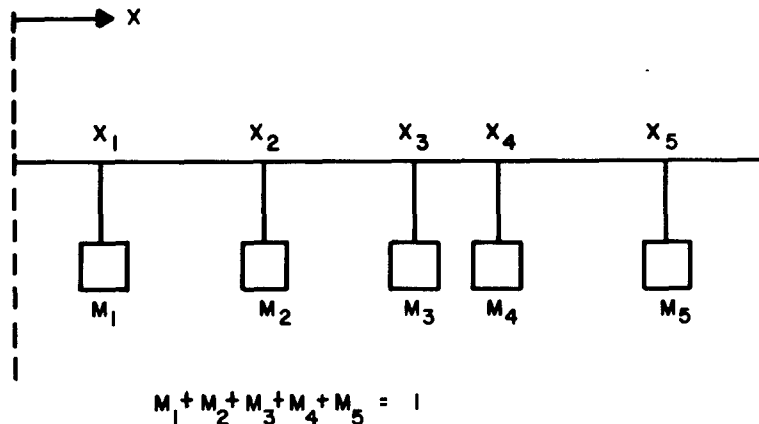 X
X₁ X₂ X₃ X₄ X₅
M₁ M₂ M₃ M₄ M₅
M₁ + M₂ + M₃ + M₄ + M₅ = 1